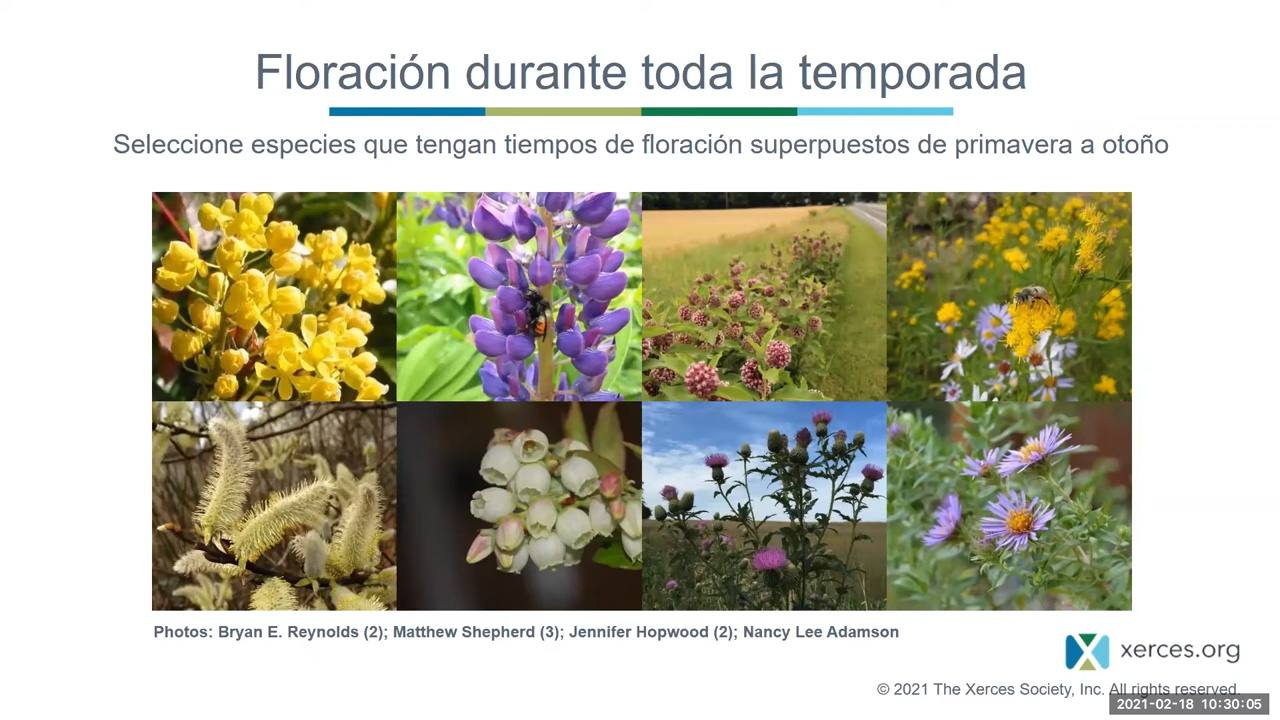 Floración durante toda la temporada
Seleccione especies que tengan tiempos de floración superpuestos de primavera a otoño
Photos: Bryan E. Reynolds (2); Matthew Shepherd (3); Jennifer Hopwood (2); Nancy Lee Adamson
xerces.org
© 2021 The Xerces Society, Inc. All rights reserved.
2021-02-18 10:30:05